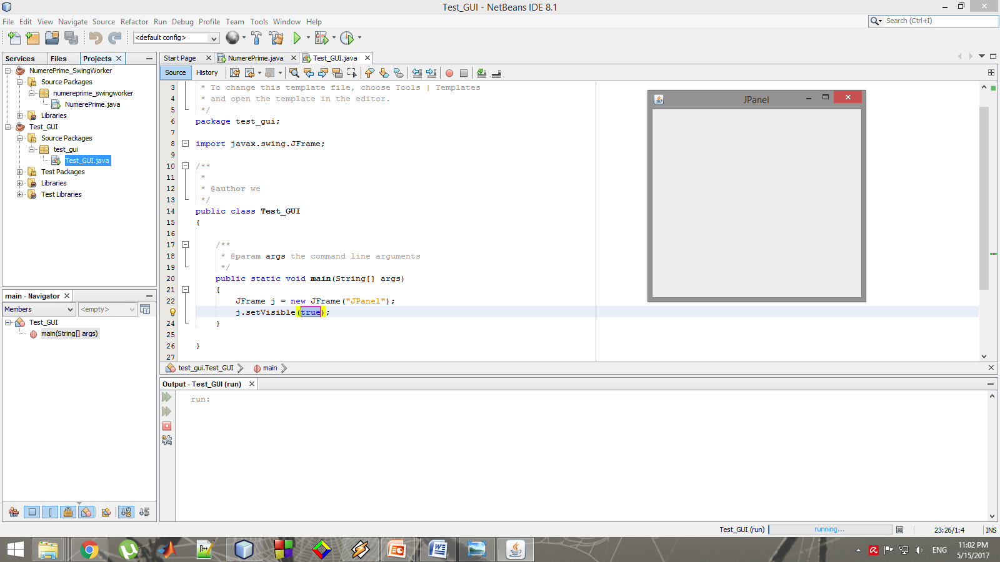 Test_GUI - NetBeans IDE 8.1
File Edit View Navigate Source Refactor Run Debug Profile Team Tools Window Help
Search (Ctrl+I)
<default config>
Services Files Projects
NumerePrime_SwingWorker
Source Packages
numereprime_swingworker
NumerePrime.java
Libraries
Test_GUI
Source Packages
test_gui
Test_GUI.java
Test Packages
Libraries
Test Libraries
main - Navigator
Members <empty>
Test_GUI
main(String[] args)
Start Page NumerePrime.java Test_GUI.java
Source History
3 * To change this template file, choose Tools | Templates
4 * and open the template in the editor.
5 */
6 package test_gui;
7
8 import javax.swing.JFrame;
9
10 /**
11 *
12 * @author we
13 */
14 public class Test_GUI
15 {
16
17 /**
18 * @param args the command line arguments
19 */
20 public static void main(String[] args)
21 {
22 JFrame j = new JFrame("JPanel");
j.setVisible(true);
24 }
25
26 }
27
JPanel
test_gui.Test_GUI main
Output - Test_GUI (run)
run:
Test_GUI (run) running... 23:26/1:4 INS
ENG 11:02 PM
5/15/2017